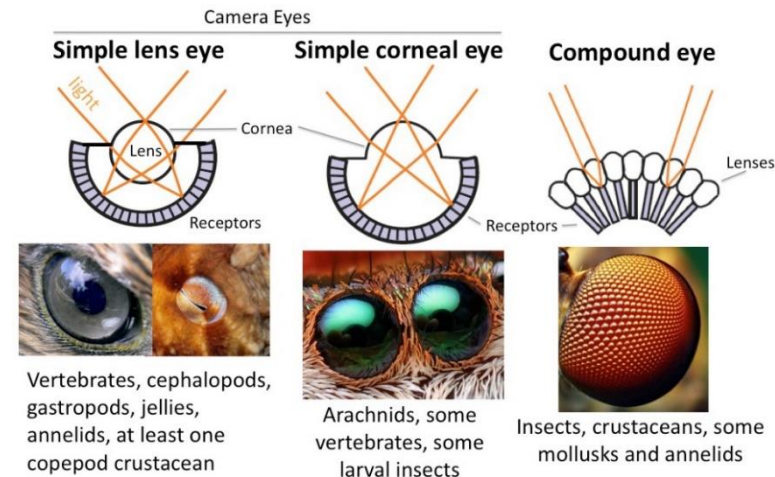 Camera Eyes
Simple lens eye
Simple corneal eye
Compound eye
light
Lens
Cornea
Lenses
Receptors
Receptors
Vertebrates, cephalopods,
gastropods, jellies,
annelids, at least one
copepod crustacean
Arachnids, some
vertebrates, some
larval insects
Insects, crustaceans, some
mollusks and annelids